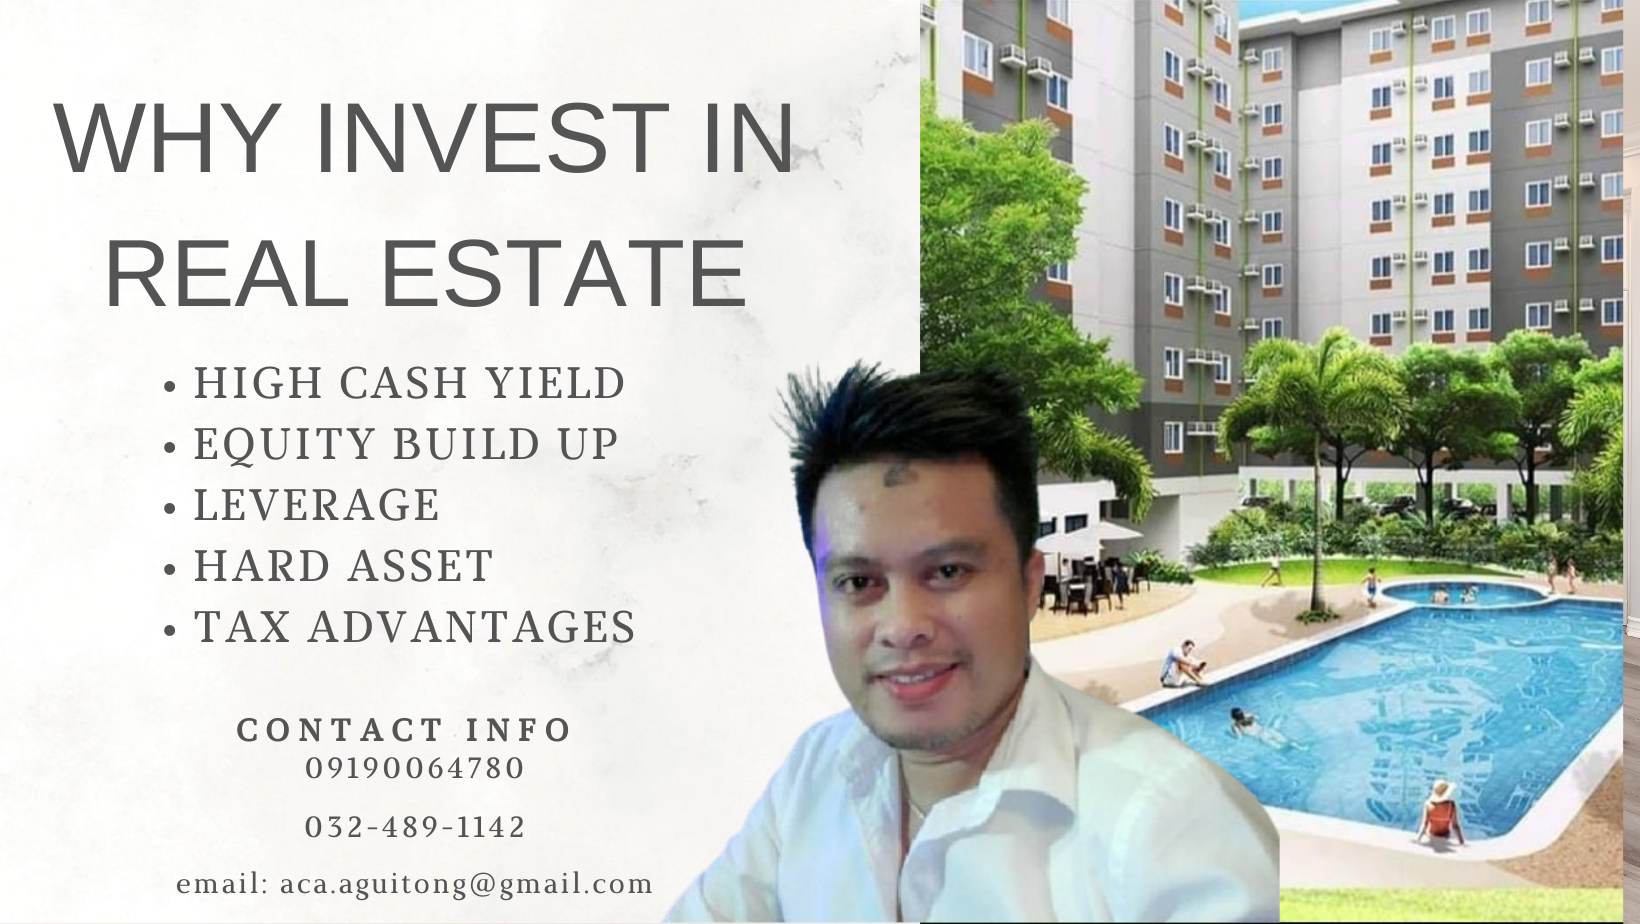 WHY INVEST IN
REAL ESTATE
• HIGH CASH YIELD
• EQUITY BUILD UP
• LEVERAGE
• HARD ASSET
• TAX ADVANTAGES
CONTACT INFO
09190064780
032-489-1142
email: aca.aguitong@gmail.com